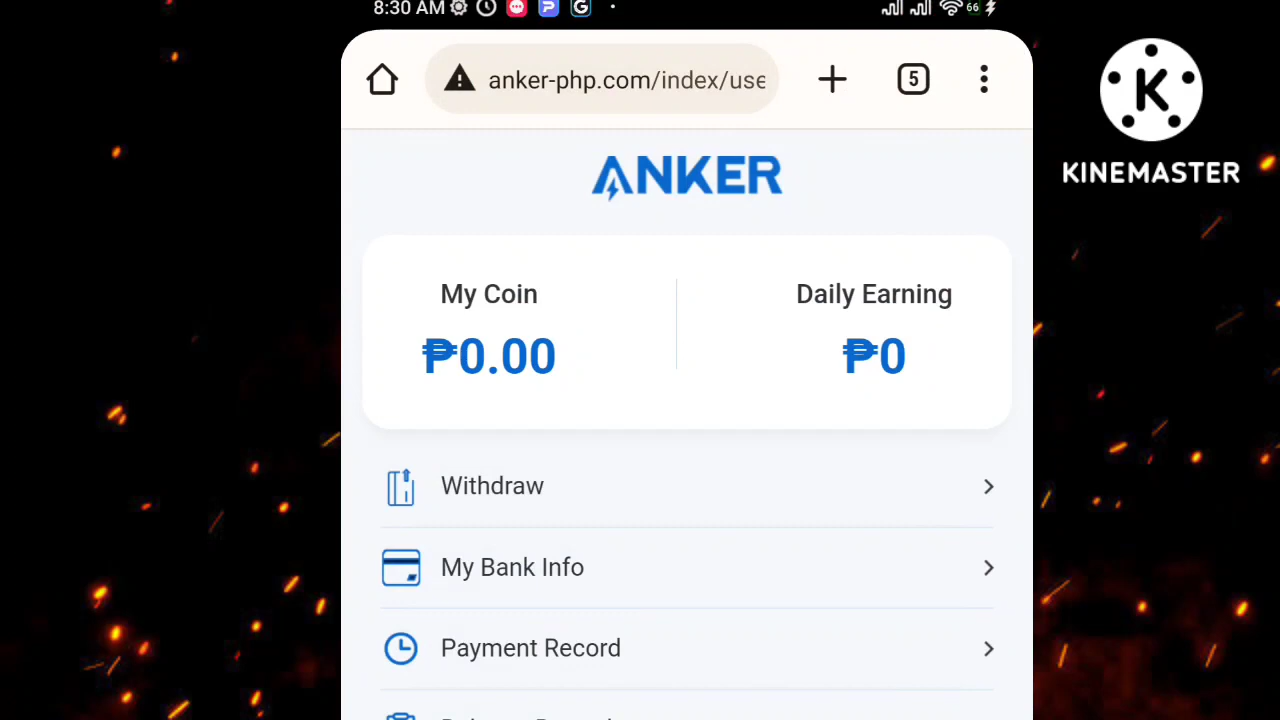 8:30 AM
66
anker-php.com/index/use
5
ANKER
K
KINEMASTER
My Coin
Daily Earning
₱0.00
₱0
Withdraw
My Bank Info
Payment Record